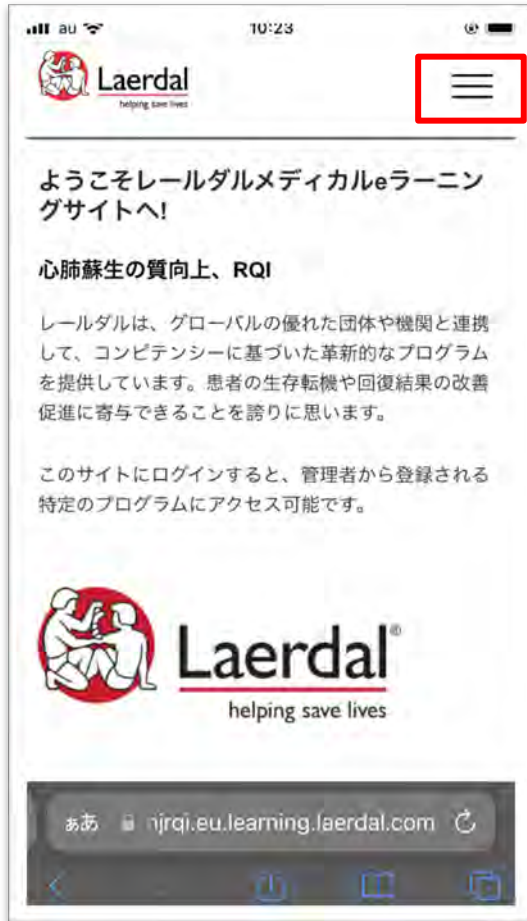 au
10:23
Laerdal
helping save lives
ようこそレールダルメディカルeラーニン
グサイトへ!
心肺蘇生の質向上、RQI
レールダルは、グローバルの優れた団体や機関と連携
して、コンピテンシーに基づいた革新的なプログラム
を提供しています。患者の生存転機や回復結果の改善
促進に寄与できることを誇りに思います。
このサイトにログインすると、管理者から登録される
特定のプログラムにアクセス可能です。
Laerdal®
helping save lives
ぁあ
njrqi.eu.learning.laerdal.com